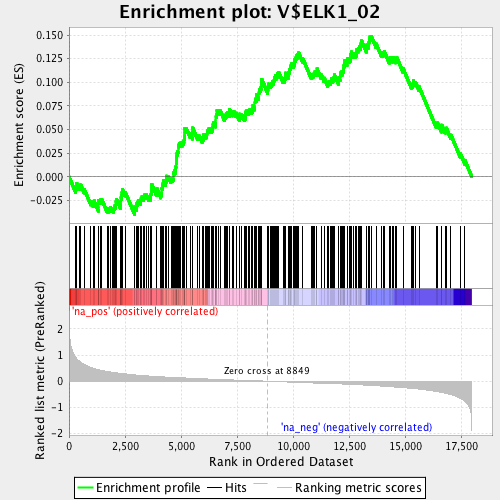 Enrichment plot: V$ELK1_02
Enrichment score (ES)
0.150
0.125
0.100
0.075
0.050
0.025
0.000
-0.025
Ranked list metric (PreRanked)
'na_pos' (positively correlated)
2
1
0
-1
-2
Zero cross at 8849
'na_neg' (negatively correlated)
0
2,500
5,000
7,500
10,000
12,500
15,000
17,500
Rank in Ordered Dataset
Enrichment profile
Hits
Ranking metric scores